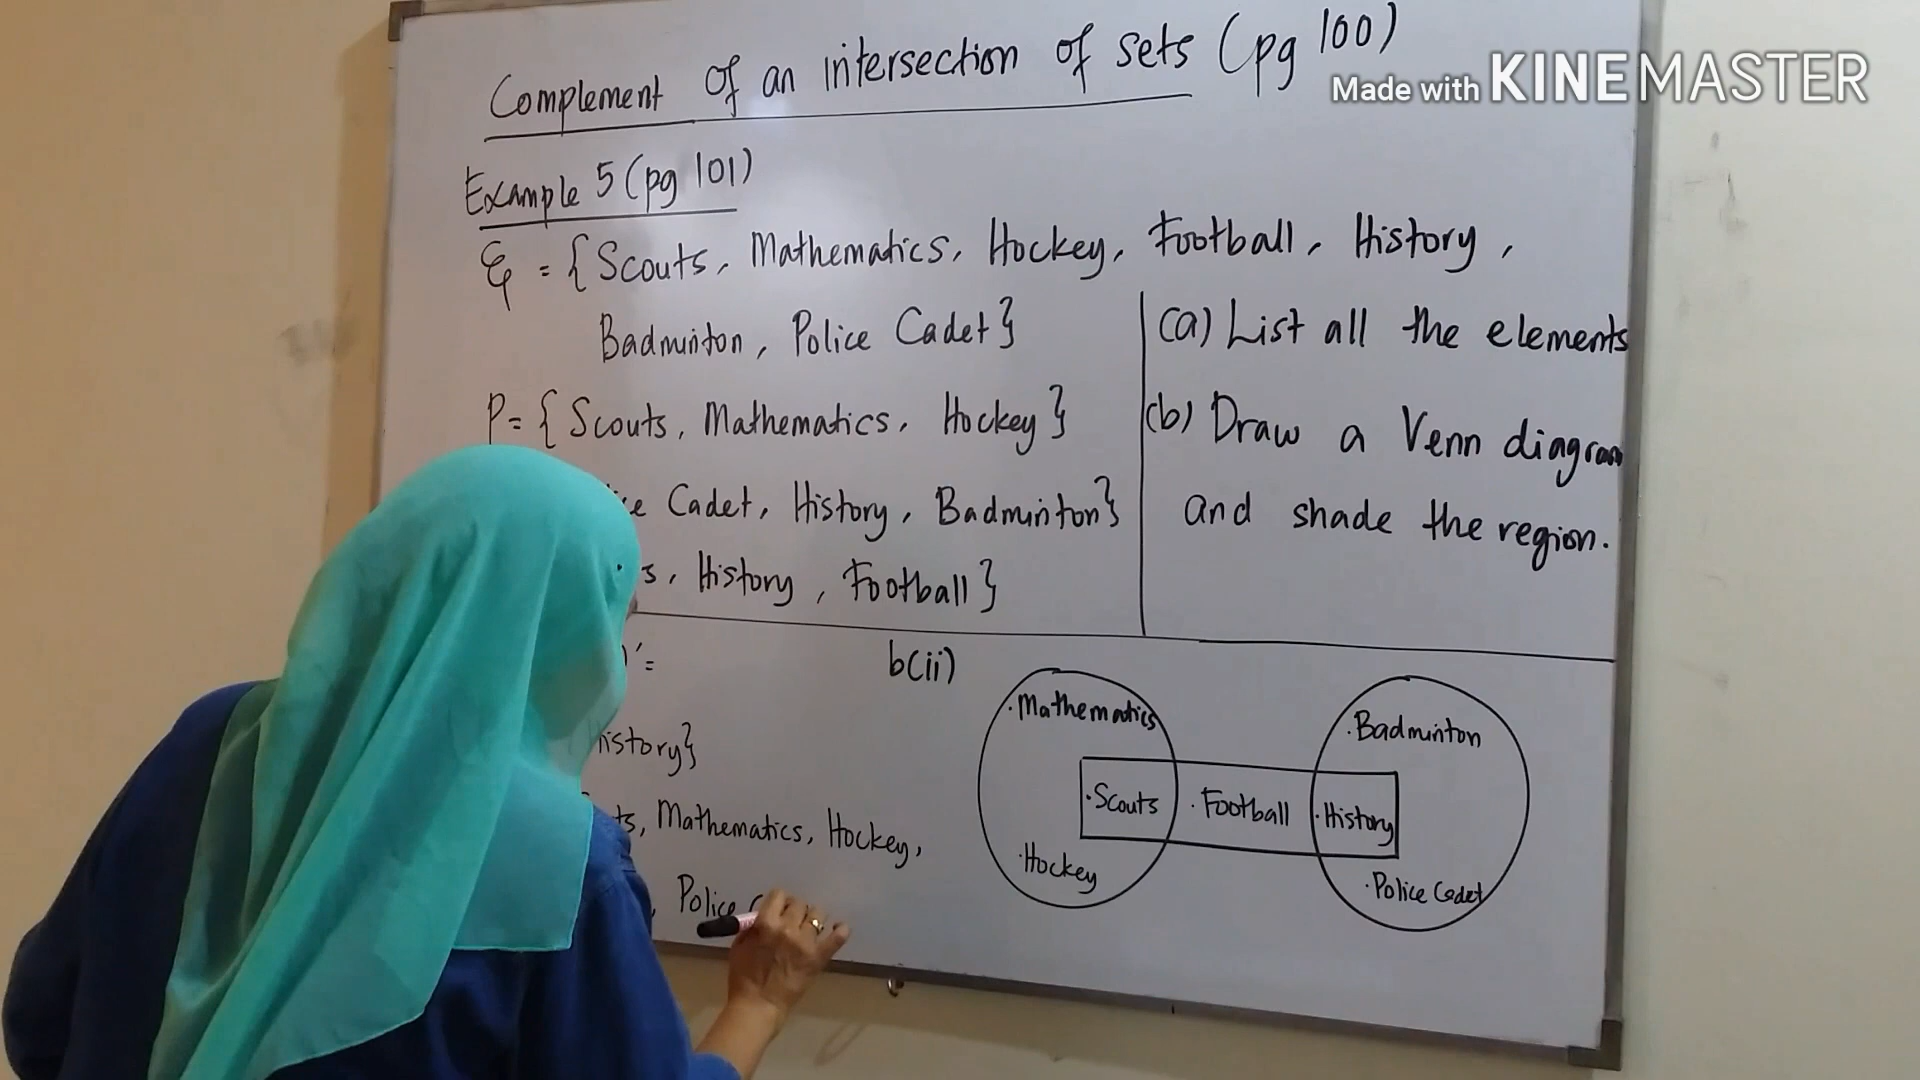 Complement of an intersection of sets (pg 100)
Made with KINEMASTER
Example 5 (pg 101)
ξ = { Scouts, Mathematics, Hockey, Football, History,
Badminton, Police Cadet }
P = { Scouts, Mathematics, Hockey }
Cadet, History, Badminton }
, History, Football }
(a) List all the elements
(b) Draw a Venn diagram
and shade the region.
)' =
History }
, Mathematics, Hockey,
, Police
b(ii)
· Mathematics
· Scouts
· Hockey
· Football
· Badminton
· History
· Police Cadet